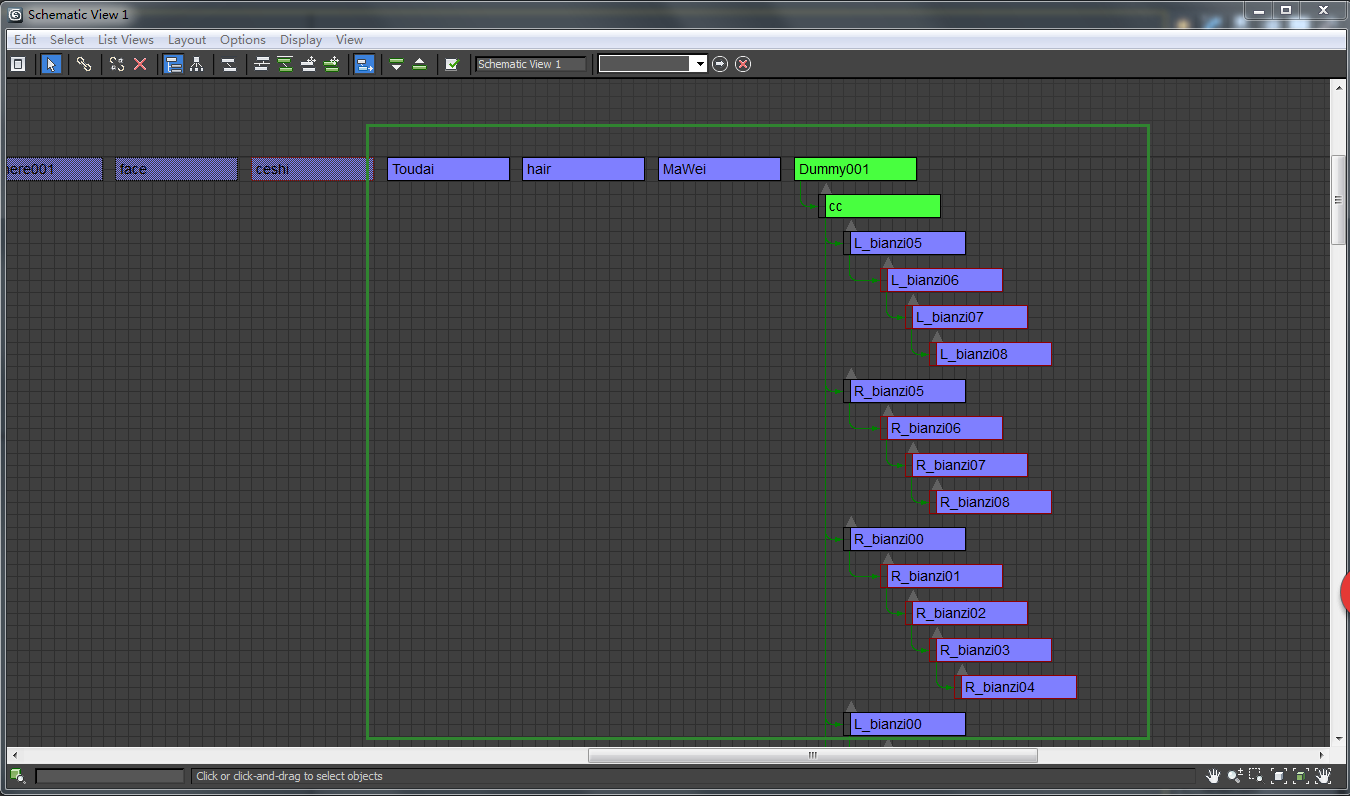 Schematic View 1
Edit Select List Views Layout Options Display View
Schematic View 1
here001 face ceshi Toudai hair MaWei Dummy001
cc
L_bianzi05
L_bianzi06
L_bianzi07
L_bianzi08
R_bianzi05
R_bianzi06
R_bianzi07
R_bianzi08
R_bianzi00
R_bianzi01
R_bianzi02
R_bianzi03
R_bianzi04
L_bianzi00
Click or click-and-drag to select objects